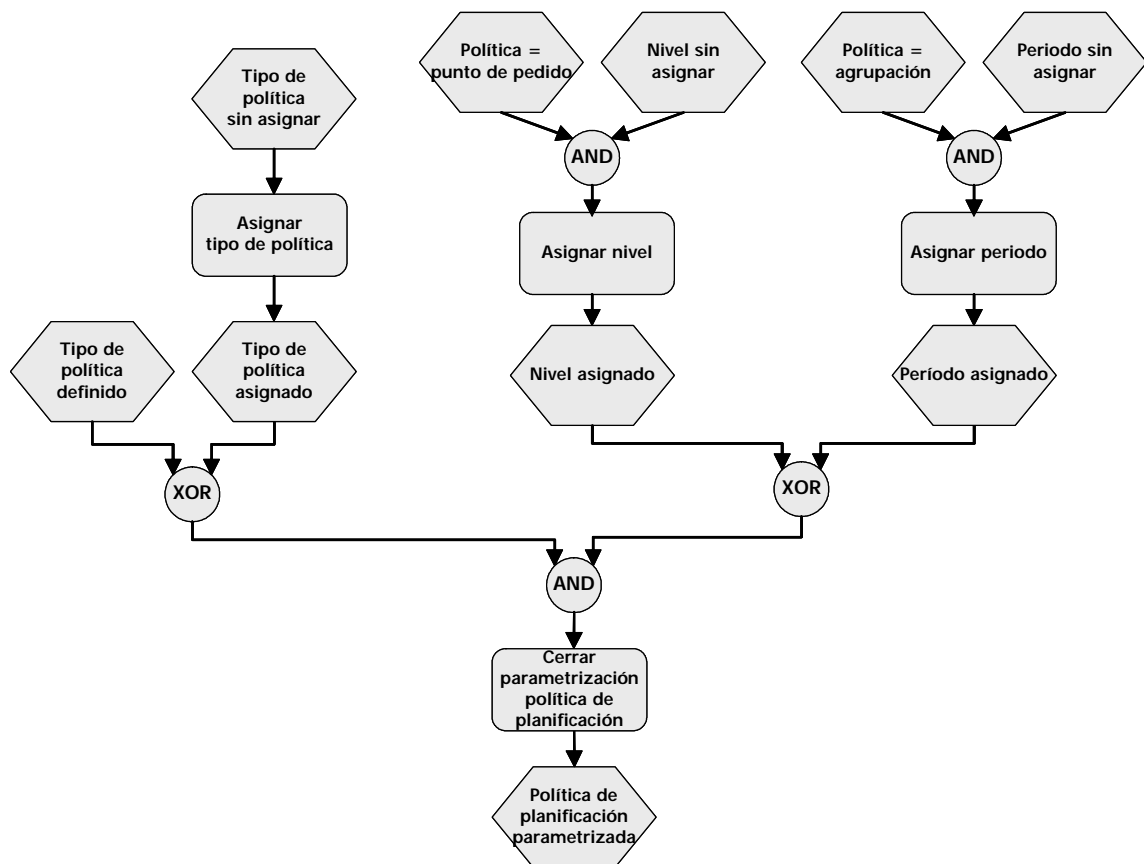 Tipo de
política
sin asignar
Política =
punto de pedido
Nivel sin
asignar
Política =
agrupación
Periodo sin
asignar
AND
AND
Asignar
tipo de política
Asignar nivel
Asignar periodo
Tipo de
política
definido
Tipo de
política
asignado
Nivel asignado
Período asignado
XOR
XOR
AND
Cerrar
parametrización
política de
planificación
Política de
planificación
parametrizada